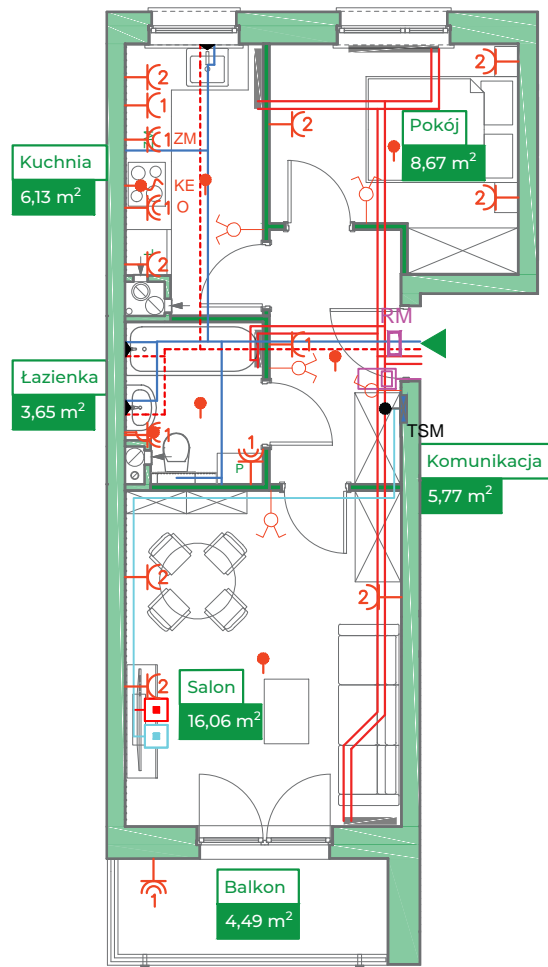 2
2
1
2
Pokój
8,67 m²
1 ZM
Kuchnia
6,13 m²
KE
1 O
2
2
RM
1
Łazienka
3,65 m²
1
TSM
1
P
Komunikacja
5,77 m²
2
2
2
Salon
16,06 m²
Balkon
4,49 m²
1